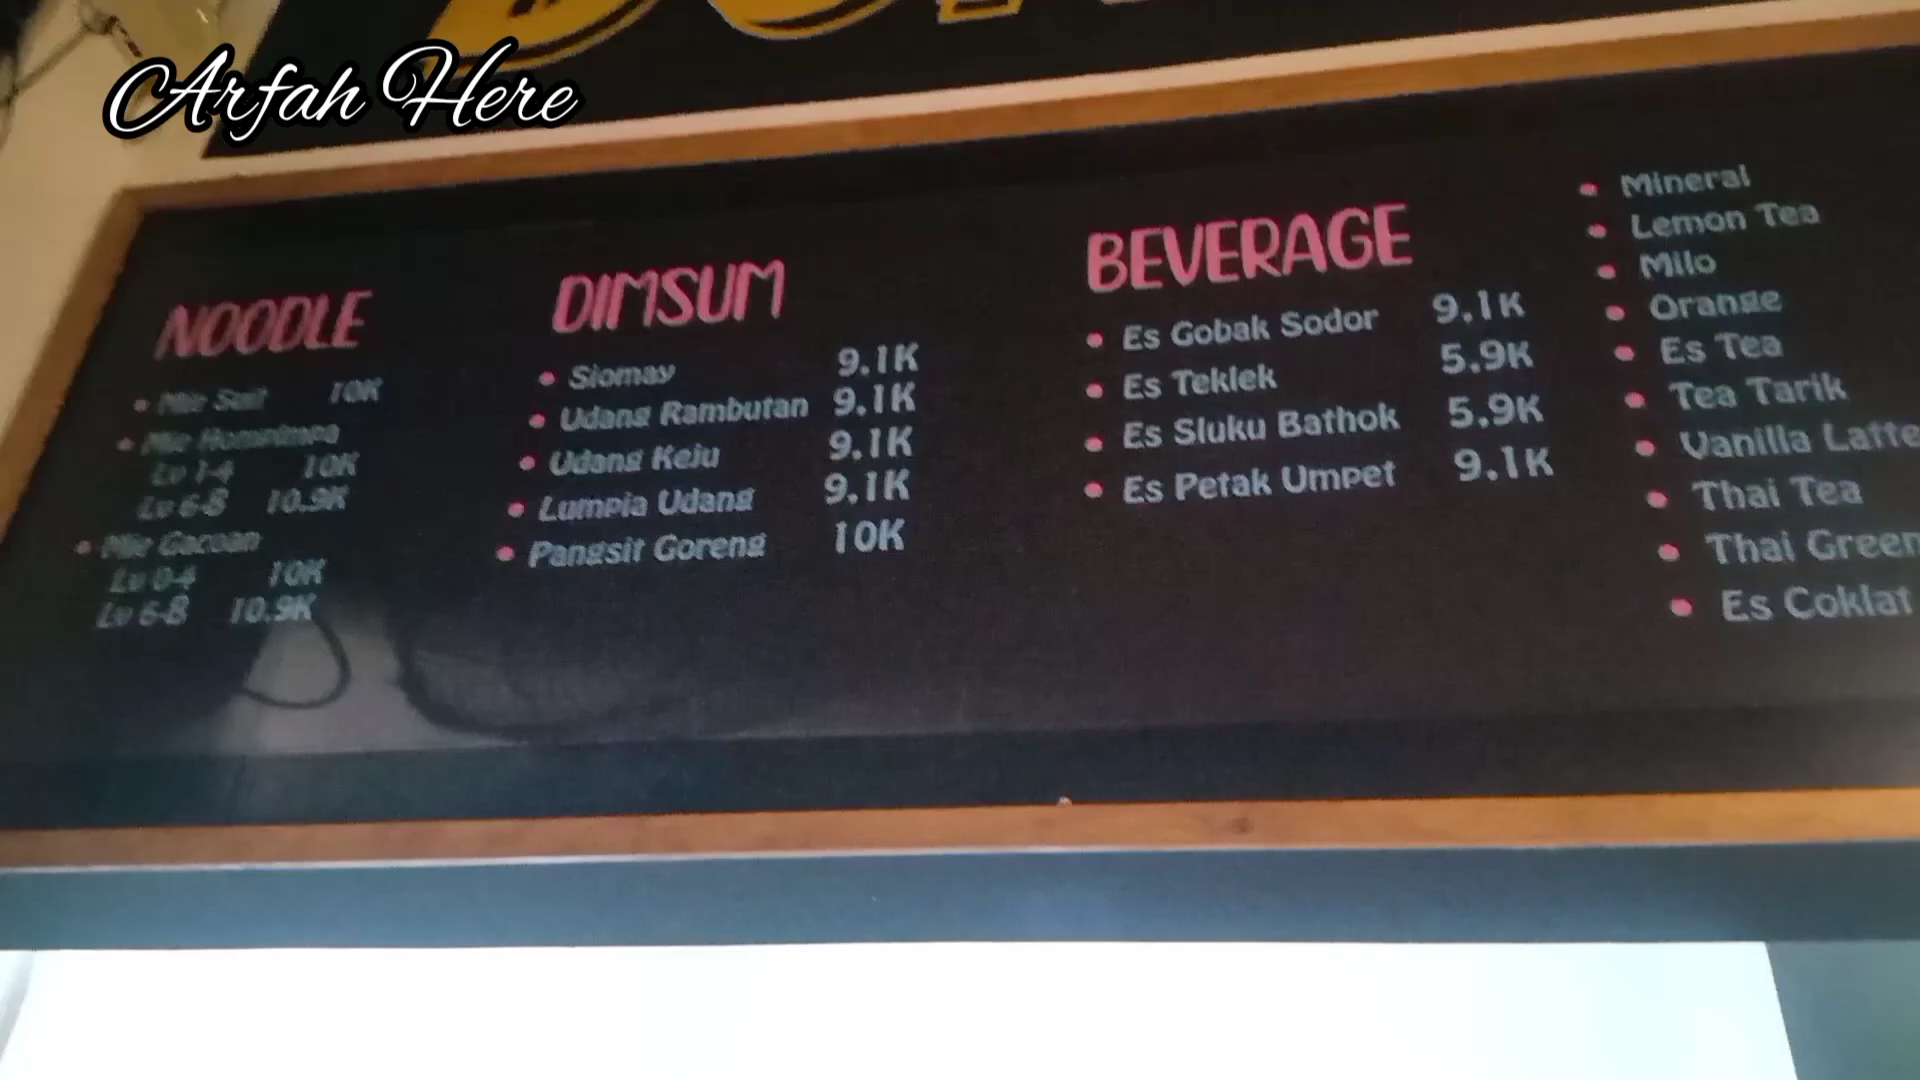 Arfah Here
NOODLE
Mie Suit 10K
Mie Hompimpa
Lv 1-4 10K
Lv 6-8 10.9K
Mie Gacoan
Lv 0-4 10K
Lv 6-8 10.9K
DIMSUM
Siomay 9.1K
Udang Rambutan 9.1K
Udang Keju 9.1K
Lumpia Udang 9.1K
Pangsit Goreng 10K
BEVERAGE
Es Gobak Sodor 9.1K
Es Teklek 5.9K
Es Sluku Bathok 5.9K
Es Petak Umpet 9.1K
Mineral
Lemon Tea
Milo
Orange
Es Tea
Tea Tarik
Vanilla Latte
Thai Tea
Thai Green
Es Coklat